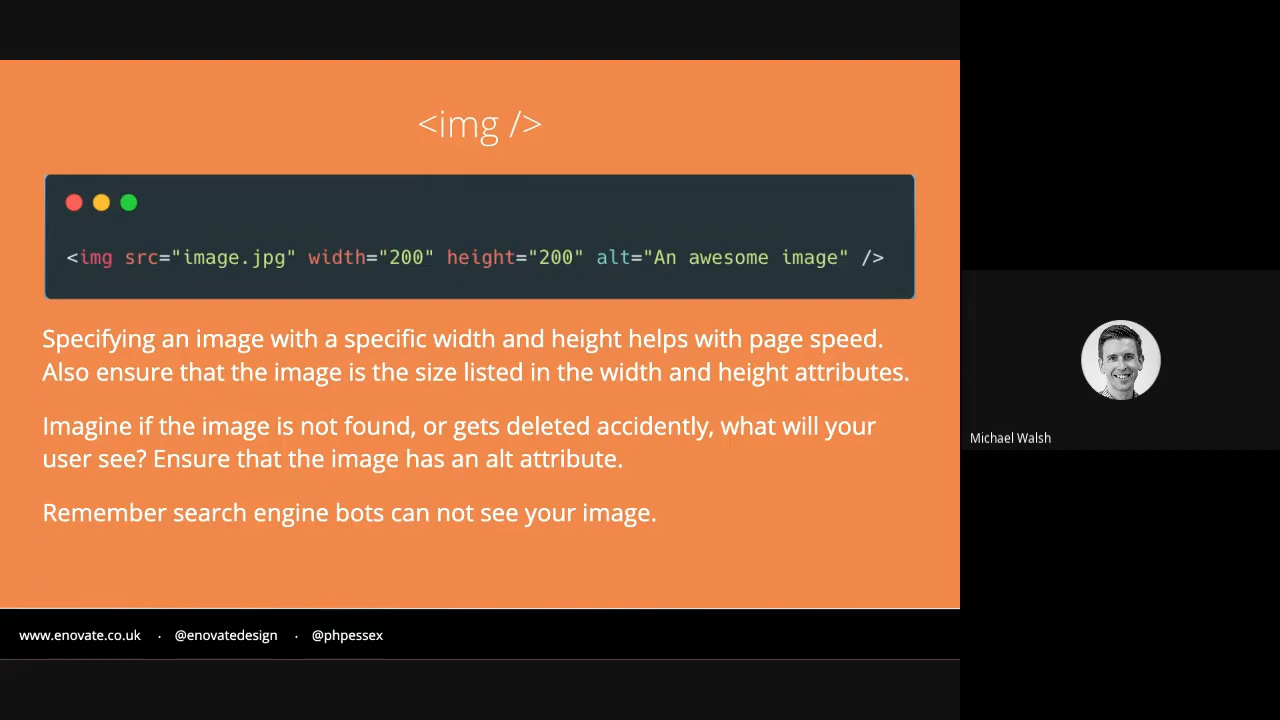 <img />
<img src="image.jpg" width="200" height="200" alt="An awesome image" />
Specifying an image with a specific width and height helps with page speed.
Also ensure that the image is the size listed in the width and height attributes.
Imagine if the image is not found, or gets deleted accidently, what will your
user see? Ensure that the image has an alt attribute.
Remember search engine bots can not see your image.
Michael Walsh
www.enovate.co.uk · @enovatedesign · @phpessex